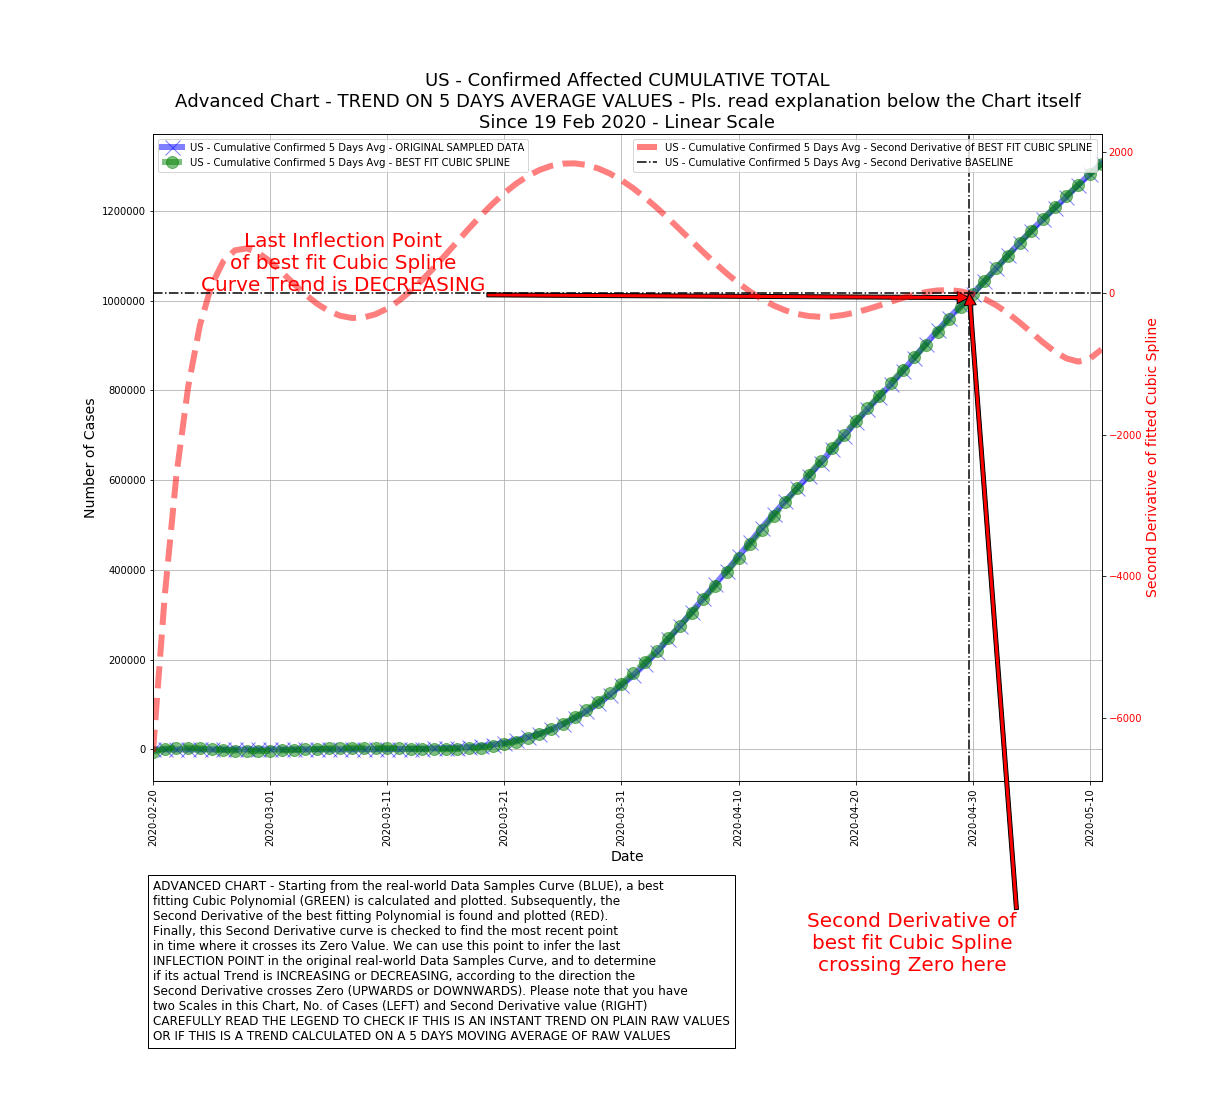 US - Confirmed Affected CUMULATIVE TOTAL
Advanced Chart - TREND ON 5 DAYS AVERAGE VALUES - Pls. read explanation below the Chart itself
Since 19 Feb 2020 - Linear Scale
US - Cumulative Confirmed 5 Days Avg - ORIGINAL SAMPLED DATA
US - Cumulative Confirmed 5 Days Avg - BEST FIT CUBIC SPLINE
US - Cumulative Confirmed 5 Days Avg - Second Derivative of BEST FIT CUBIC SPLINE
US - Cumulative Confirmed 5 Days Avg - Second Derivative BASELINE
Last Inflection Point
of best fit Cubic Spline
Curve Trend is DECREASING
Number of Cases
1200000
1000000
800000
600000
400000
200000
0
2000
0
−2000
−4000
−6000
Second Derivative of fitted Cubic Spline
2020-02-20
2020-03-01
2020-03-11
2020-03-21
2020-03-31
2020-04-10
2020-04-20
2020-04-30
2020-05-10
Date
ADVANCED CHART - Starting from the real-world Data Samples Curve (BLUE), a best
fitting Cubic Polynomial (GREEN) is calculated and plotted. Subsequently, the
Second Derivative of the best fitting Polynomial is found and plotted (RED).
Finally, this Second Derivative curve is checked to find the most recent point
in time where it crosses its Zero Value. We can use this point to infer the last
INFLECTION POINT in the original real-world Data Samples Curve, and to determine
if its actual Trend is INCREASING or DECREASING, according to the direction the
Second Derivative crosses Zero (UPWARDS or DOWNWARDS). Please note that you have
two Scales in this Chart, No. of Cases (LEFT) and Second Derivative value (RIGHT)
CAREFULLY READ THE LEGEND TO CHECK IF THIS IS AN INSTANT TREND ON PLAIN RAW VALUES
OR IF THIS IS A TREND CALCULATED ON A 5 DAYS MOVING AVERAGE OF RAW VALUES
Second Derivative of
best fit Cubic Spline
crossing Zero here